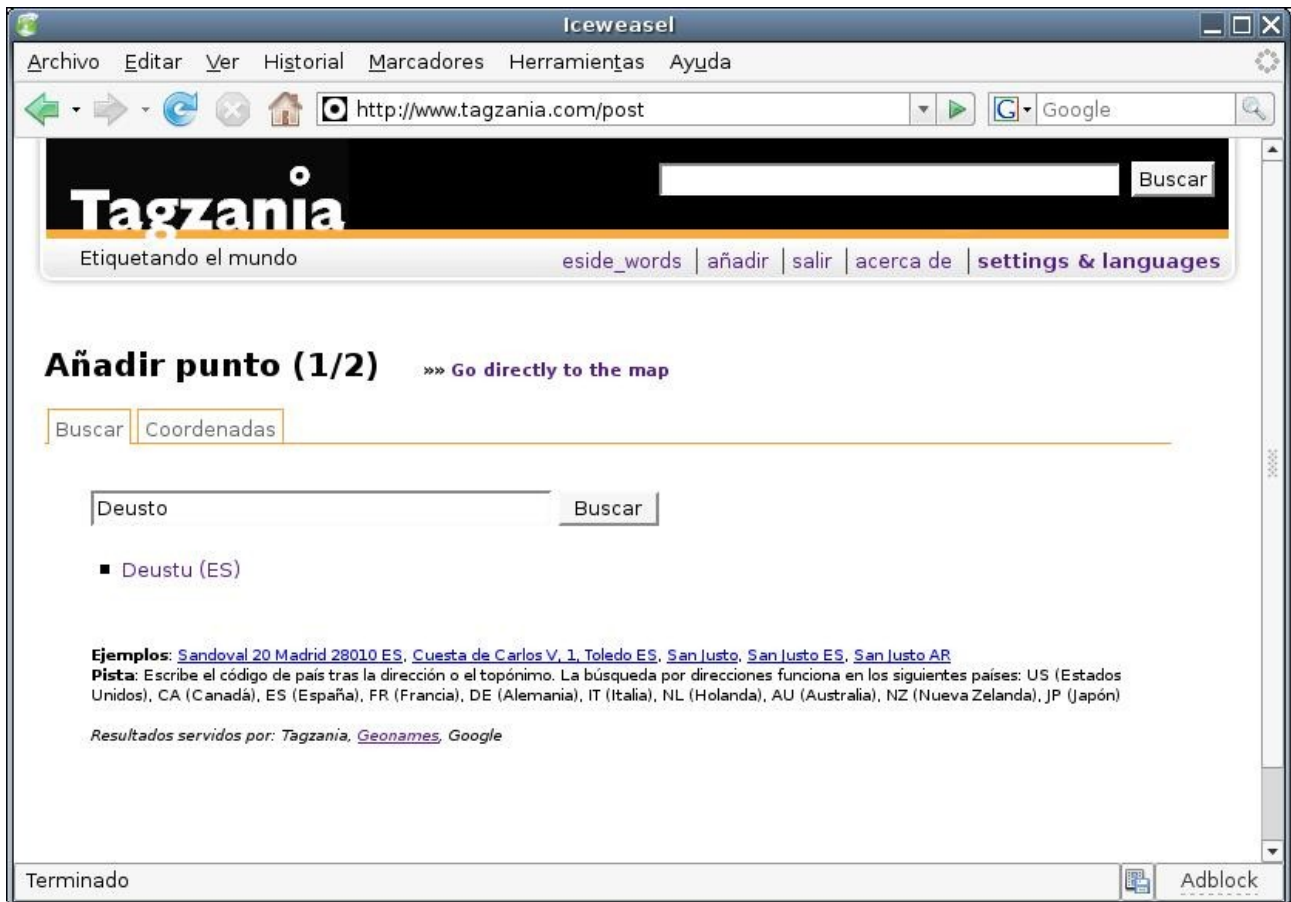 Iceweasel
Archivo Editar Ver Historial Marcadores Herramientas Ayuda
http://www.tagzania.com/post
G Google
Tagzania
Buscar
Etiquetando el mundo
eside_words | añadir | salir | acerca de | settings & languages
Añadir punto (1/2) »» Go directly to the map
Buscar Coordenadas
Deusto Buscar
Deustu (ES)
Ejemplos: Sandoval 20 Madrid 28010 ES, Cuesta de Carlos V, 1, Toledo ES, San Justo, San Justo ES, San Justo AR
Pista: Escribe el código de país tras la dirección o el topónimo. La búsqueda por direcciones funciona en los siguientes países: US (Estados
Unidos), CA (Canadá), ES (España), FR (Francia), DE (Alemania), IT (Italia), NL (Holanda), AU (Australia), NZ (Nueva Zelanda), JP (Japón)
Resultados servidos por: Tagzania, Geonames, Google
Terminado
Adblock